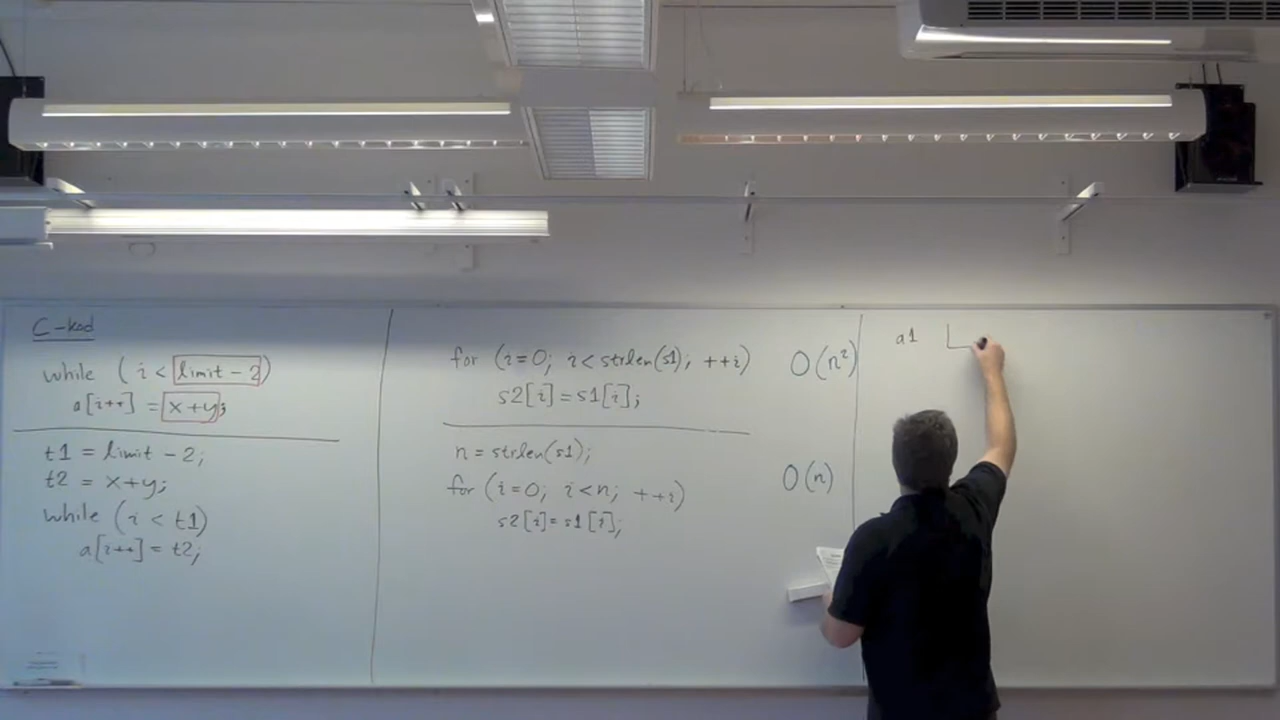 C-kod
while (i < limit - 2)
a[i++] = x+y;
t1 = limit - 2;
t2 = x+y;
while (i < t1)
a[i++] = t2;
for (i=0; i<strlen(s1); ++i)
s2[i]=s1[i];
O(n²)
n = strlen(s1);
for (i=0; i<n; ++i)
s2[i]=s1[i];
O(n)
a1